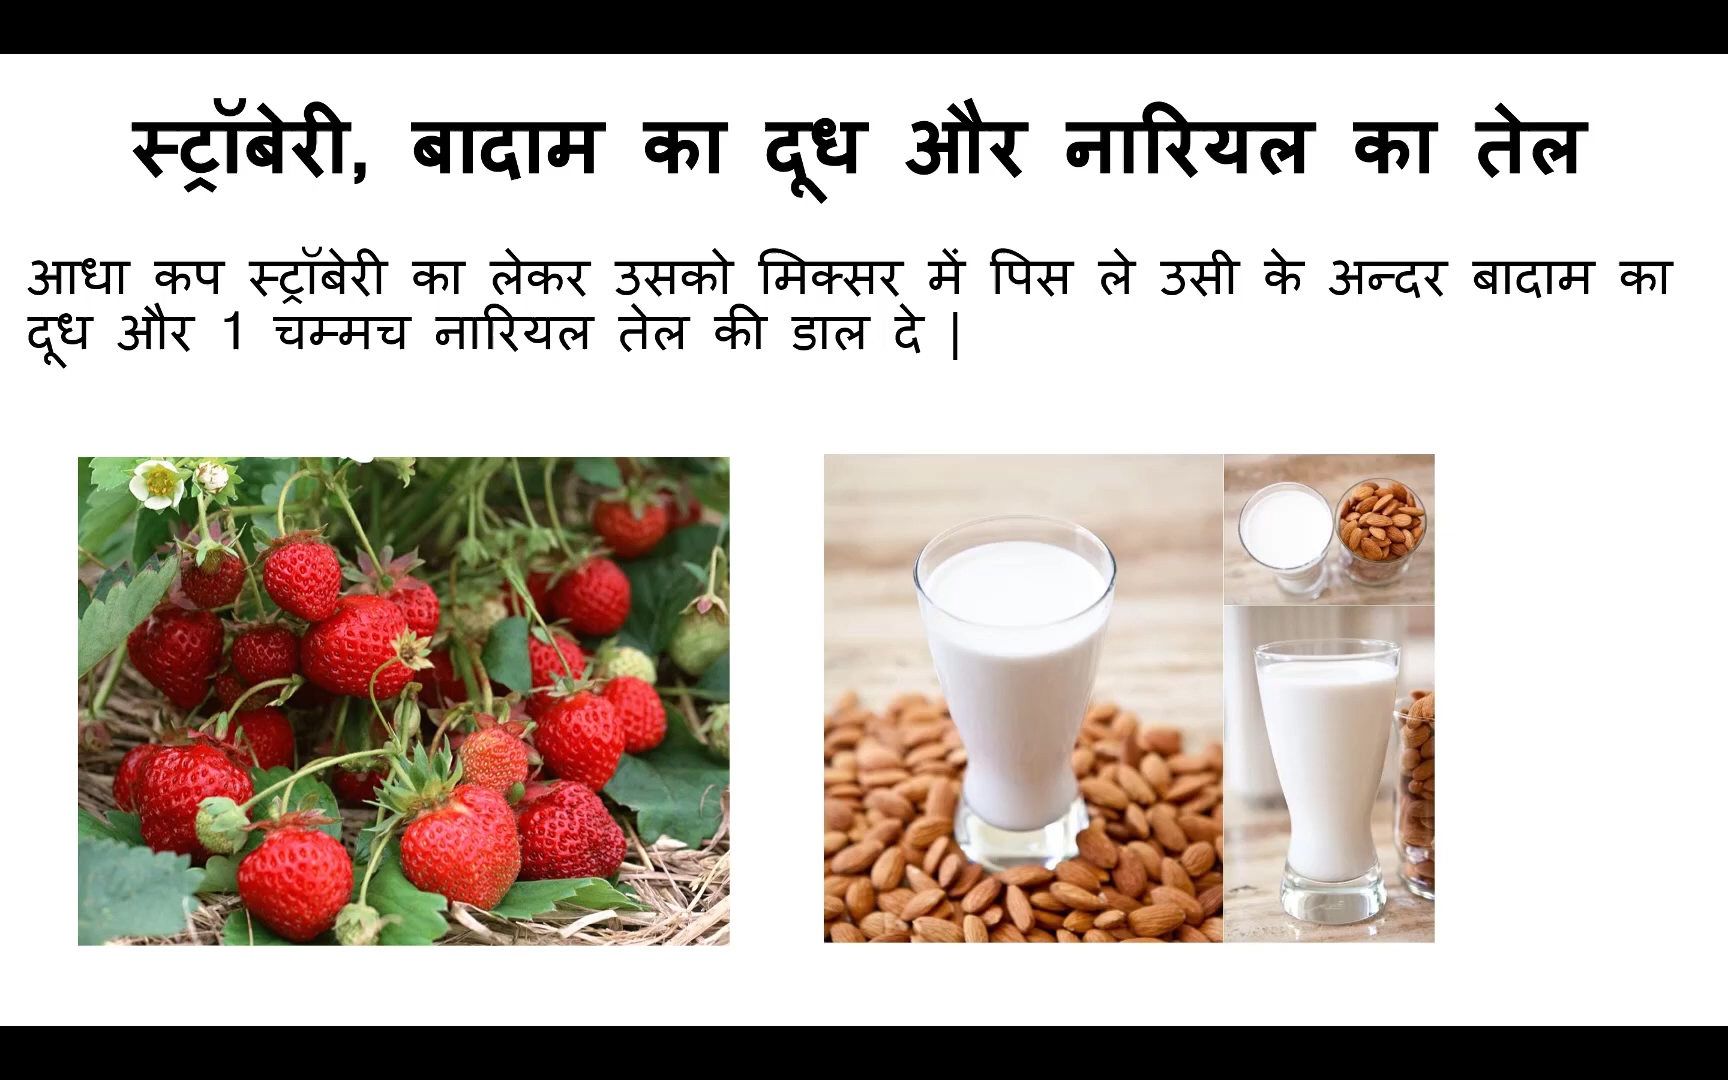 स्ट्रॉबेरी, बादाम का दूध और नारियल का तेल
आधा कप स्ट्रॉबेरी का लेकर उसको मिक्सर में पिस ले उसी के अन्दर बादाम का
दूध और 1 चम्मच नारियल तेल की डाल दे |